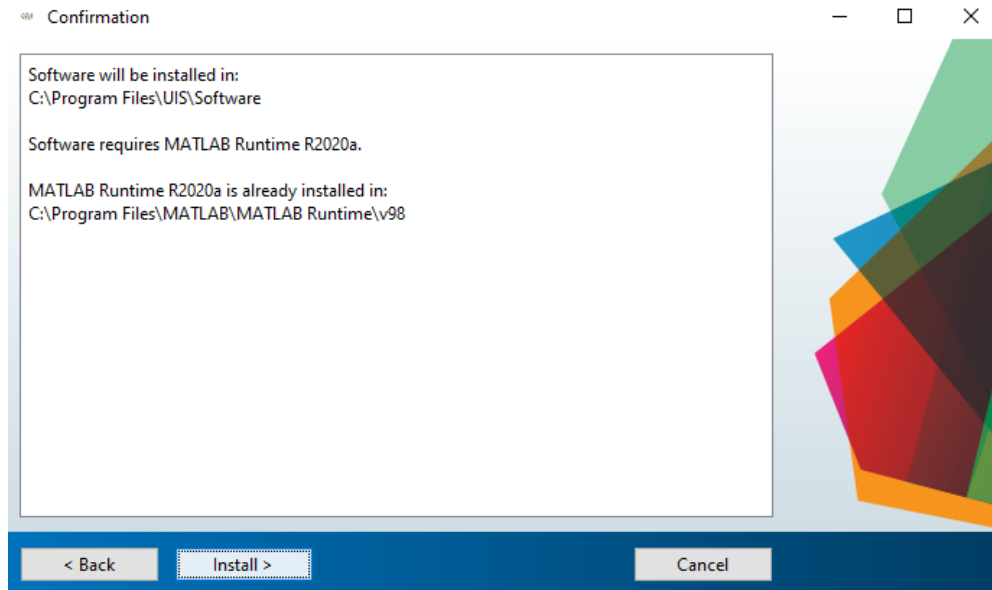 Confirmation
Software will be installed in:
C:\Program Files\UIS\Software
Software requires MATLAB Runtime R2020a.
MATLAB Runtime R2020a is already installed in:
C:\Program Files\MATLAB\MATLAB Runtime\v98
< Back
Install >
Cancel